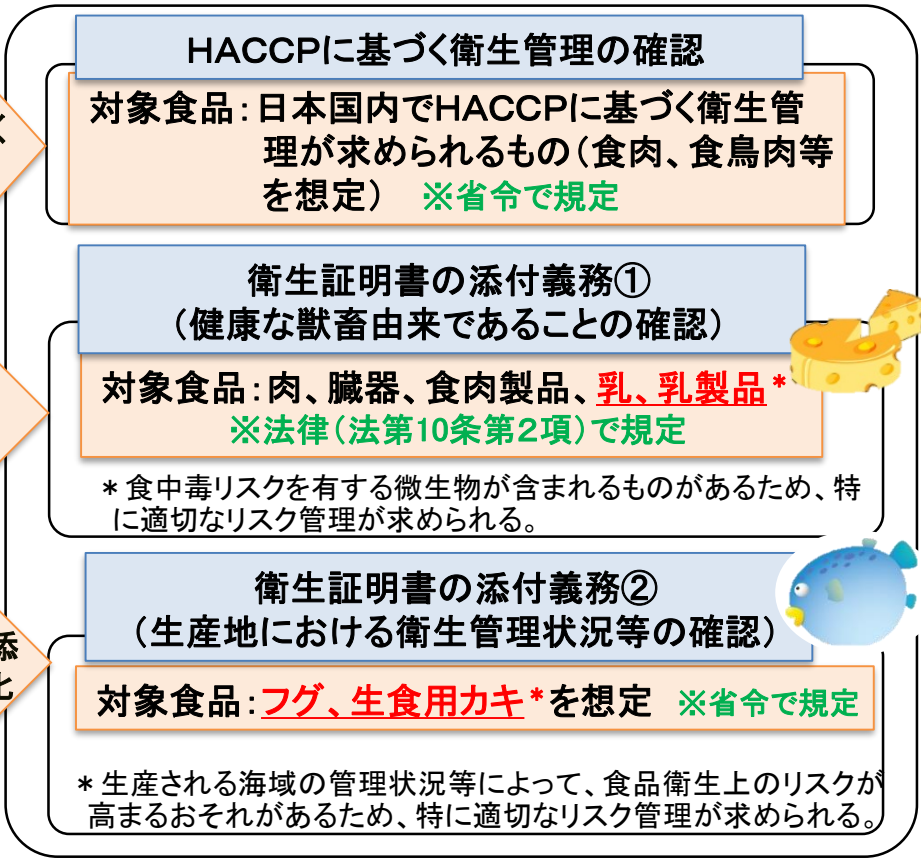 HACCPに基づく衛生管理の確認
対象食品：日本国内でHACCPに基づく衛生管
理が求められるもの（食肉、食鳥肉等
を想定）　※省令で規定
く
衛生証明書の添付義務①
（健康な獣畜由来であることの確認）
対象食品：肉、臓器、食肉製品、乳、乳製品*
※法律（法第10条第２項）で規定
* 食中毒リスクを有する微生物が含まれるものがあるため、特
に適切なリスク管理が求められる。
衛生証明書の添付義務②
（生産地における衛生管理状況等の確認）
添
化
対象食品：フグ、生食用カキ*を想定　※省令で規定
* 生産される海域の管理状況等によって、食品衛生上のリスクが
高まるおそれがあるため、特に適切なリスク管理が求められる。